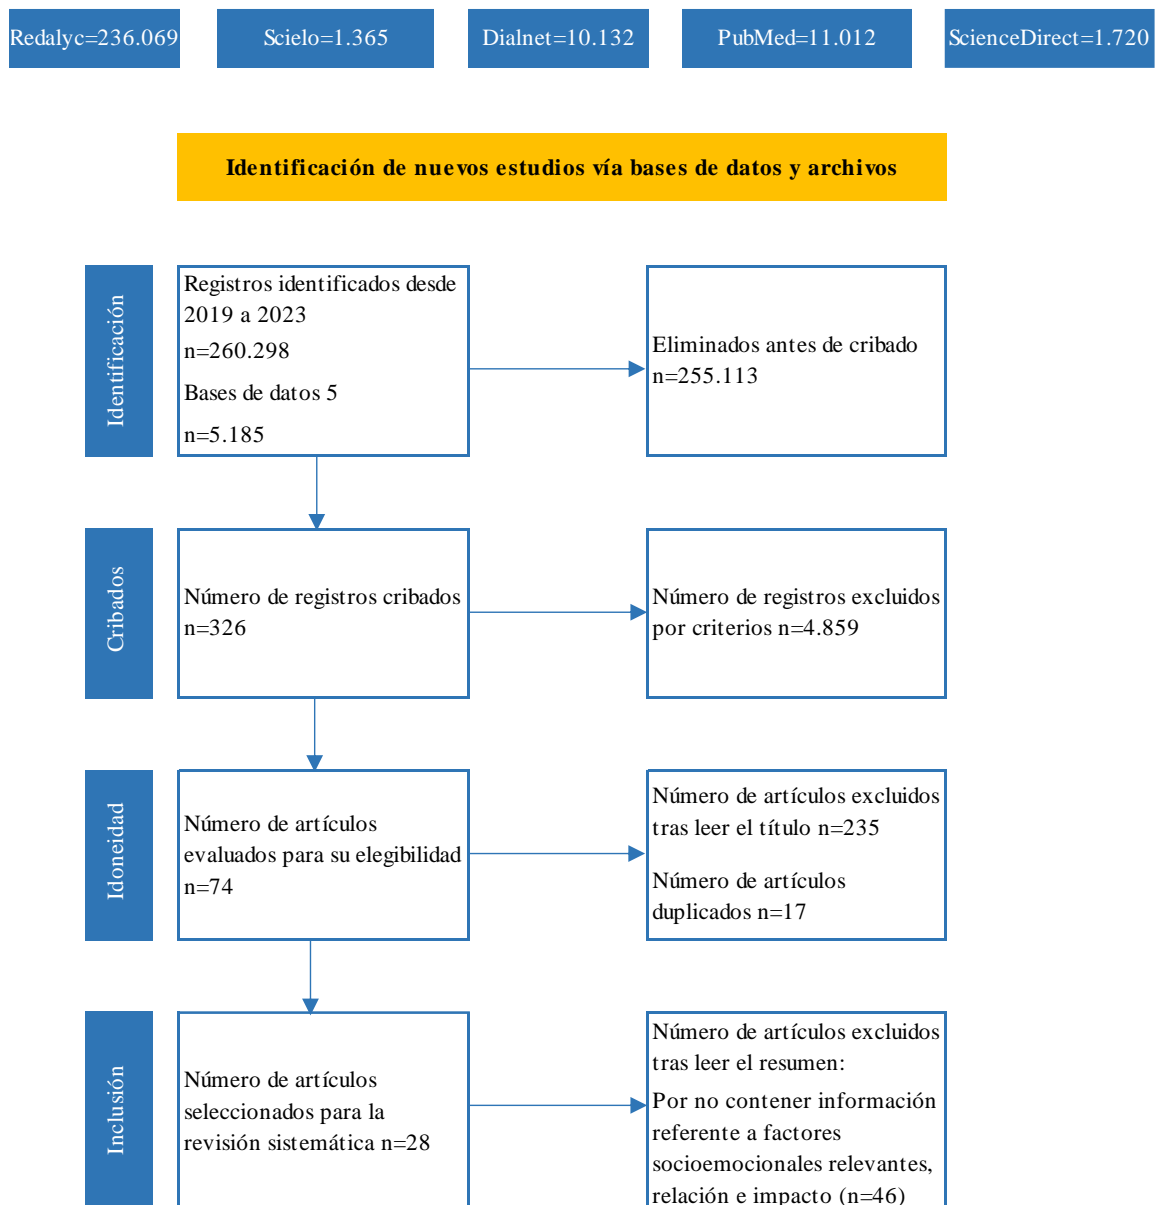 Redalyc=236.069
Scielo=1.365
Dialnet=10.132
PubMed=11.012
ScienceDirect=1.720
Identificación de nuevos estudios vía bases de datos y archivos
Identificación
Registros identificados desde
2019 a 2023
n=260.298
Bases de datos 5
n=5.185
Eliminados antes de cribado
n=255.113
Cribados
Número de registros cribados
n=326
Número de registros excluidos
por criterios n=4.859
Idoneidad
Número de artículos
evaluados para su elegibilidad
n=74
Número de artículos excluidos
tras leer el título n=235
Número de artículos
duplicados n=17
Inclusión
Número de artículos
seleccionados para la
revisión sistemática n=28
Número de artículos excluidos
tras leer el resumen:
Por no contener información
referente a factores
socioemocionales relevantes,
relación e impacto (n=46)